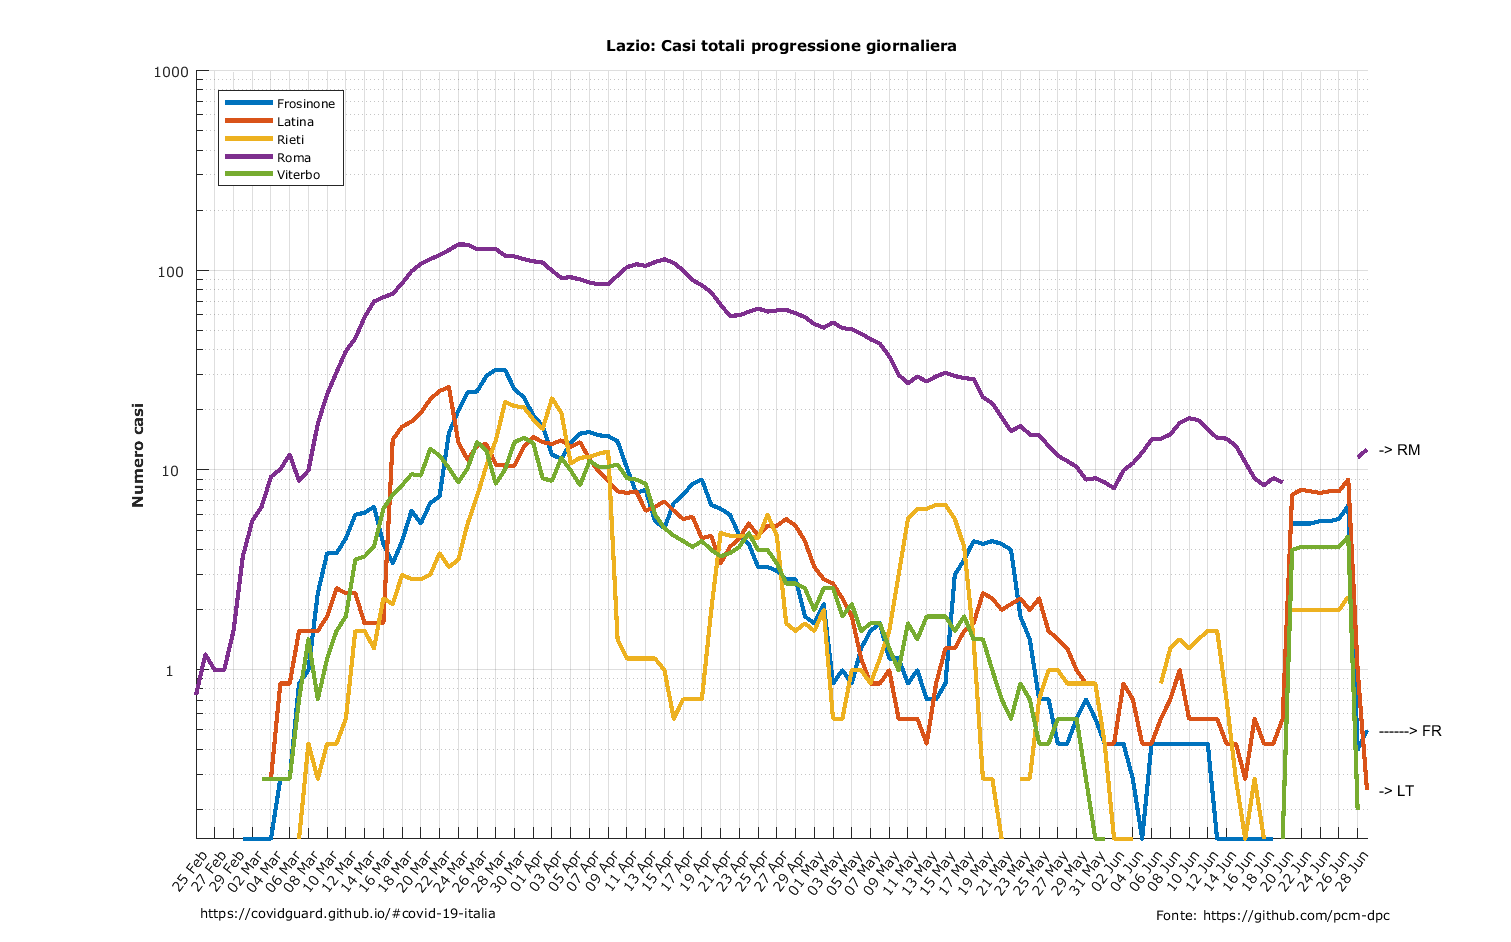 Lazio: Casi totali progressione giornaliera
1000
100
10
1
Numero casi
Frosinone
Latina
Rieti
Roma
Viterbo
-> RM
------> FR
-> LT
25 Feb
27 Feb
29 Feb
02 Mar
04 Mar
06 Mar
08 Mar
10 Mar
12 Mar
14 Mar
16 Mar
18 Mar
20 Mar
22 Mar
24 Mar
26 Mar
28 Mar
30 Mar
01 Apr
03 Apr
05 Apr
07 Apr
09 Apr
11 Apr
13 Apr
15 Apr
17 Apr
19 Apr
21 Apr
23 Apr
25 Apr
27 Apr
29 Apr
01 May
03 May
05 May
07 May
09 May
11 May
13 May
15 May
17 May
19 May
21 May
23 May
25 May
27 May
29 May
31 May
02 Jun
04 Jun
06 Jun
08 Jun
10 Jun
12 Jun
14 Jun
16 Jun
18 Jun
20 Jun
22 Jun
24 Jun
26 Jun
28 Jun
https://covidguard.github.io/#covid-19-italia
Fonte: https://github.com/pcm-dpc